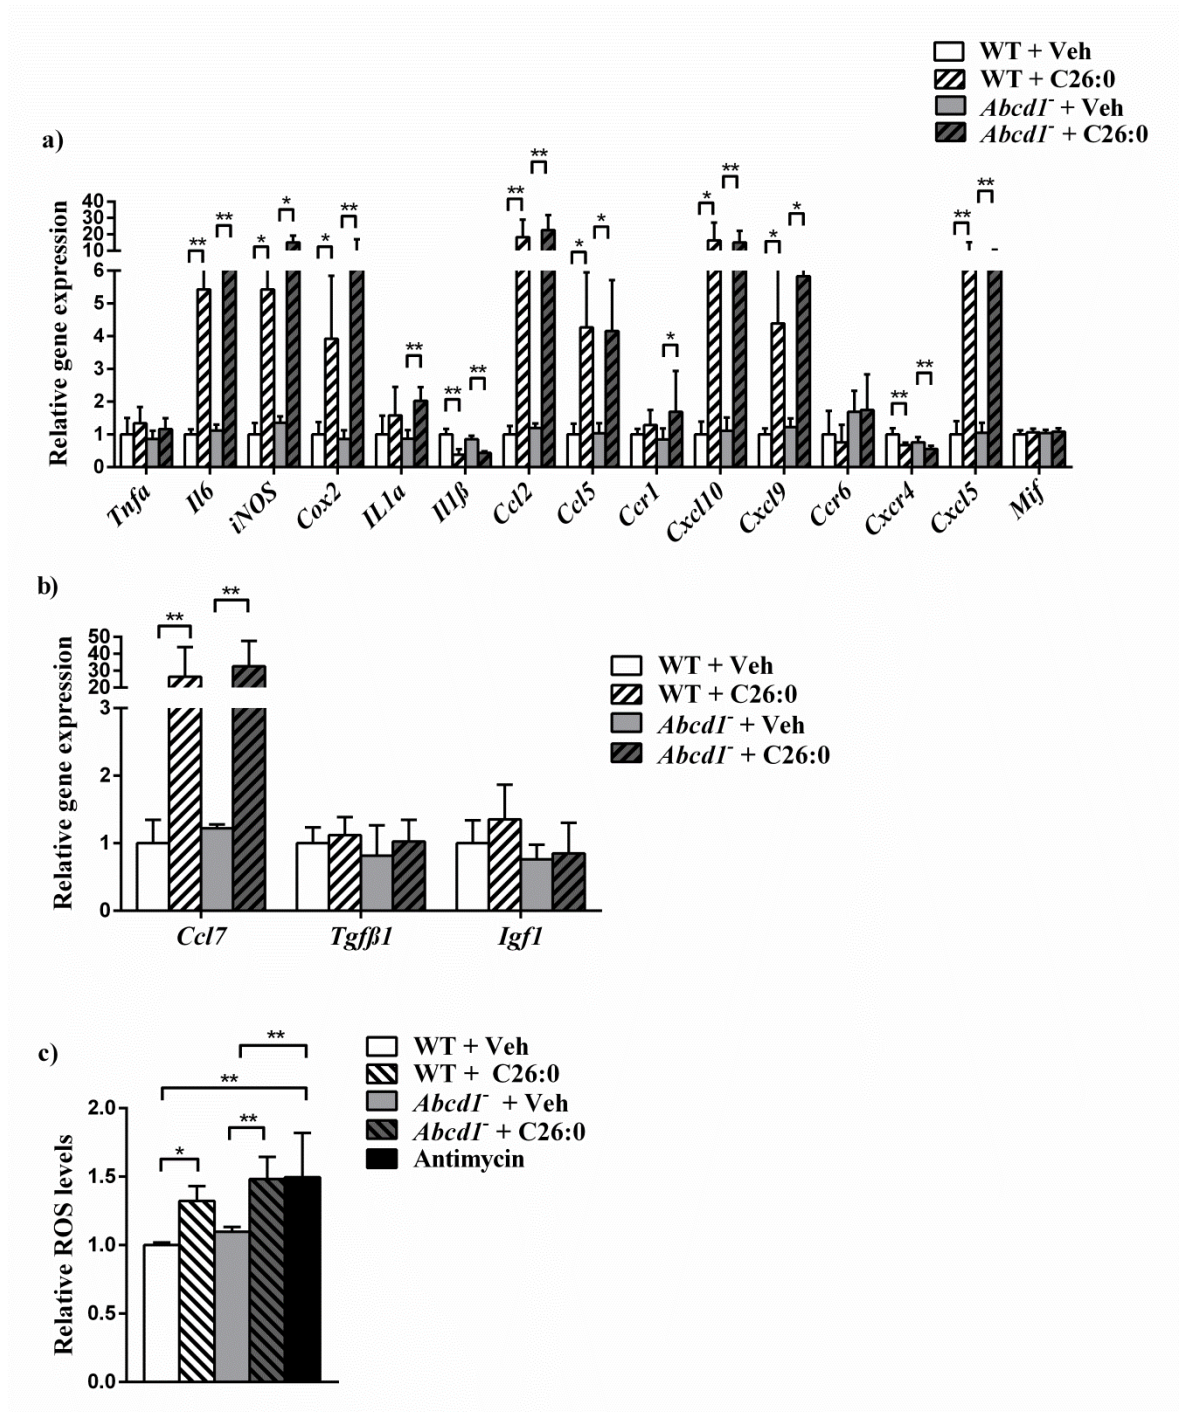 WT + Veh
WT + C26:0
Abcd1⁻ + Veh
Abcd1⁻ + C26:0
a)
Relative gene expression
40
30
20
10
6
5
4
3
2
1
0
** ** * * * ** ** ** ** ** ** * * * * ** * * ** ** ** **
Tnfa Il6 iNOS Cox2 IL1a Il1ß Ccl2 Ccl5 Ccr1 Cxcl10 Cxcl9 Ccr6 Cxcr4 Cxcl5 Mif
b)
Relative gene expression
50
40
30
20
3
2
1
0
** **
Ccl7 Tgfß1 Igf1
WT + Veh
WT + C26:0
Abcd1⁻ + Veh
Abcd1⁻ + C26:0
c)
Relative ROS levels
2.0
1.5
1.0
0.5
0.0
**
**
**
*
WT + Veh
WT + C26:0
Abcd1⁻ + Veh
Abcd1⁻ + C26:0
Antimycin